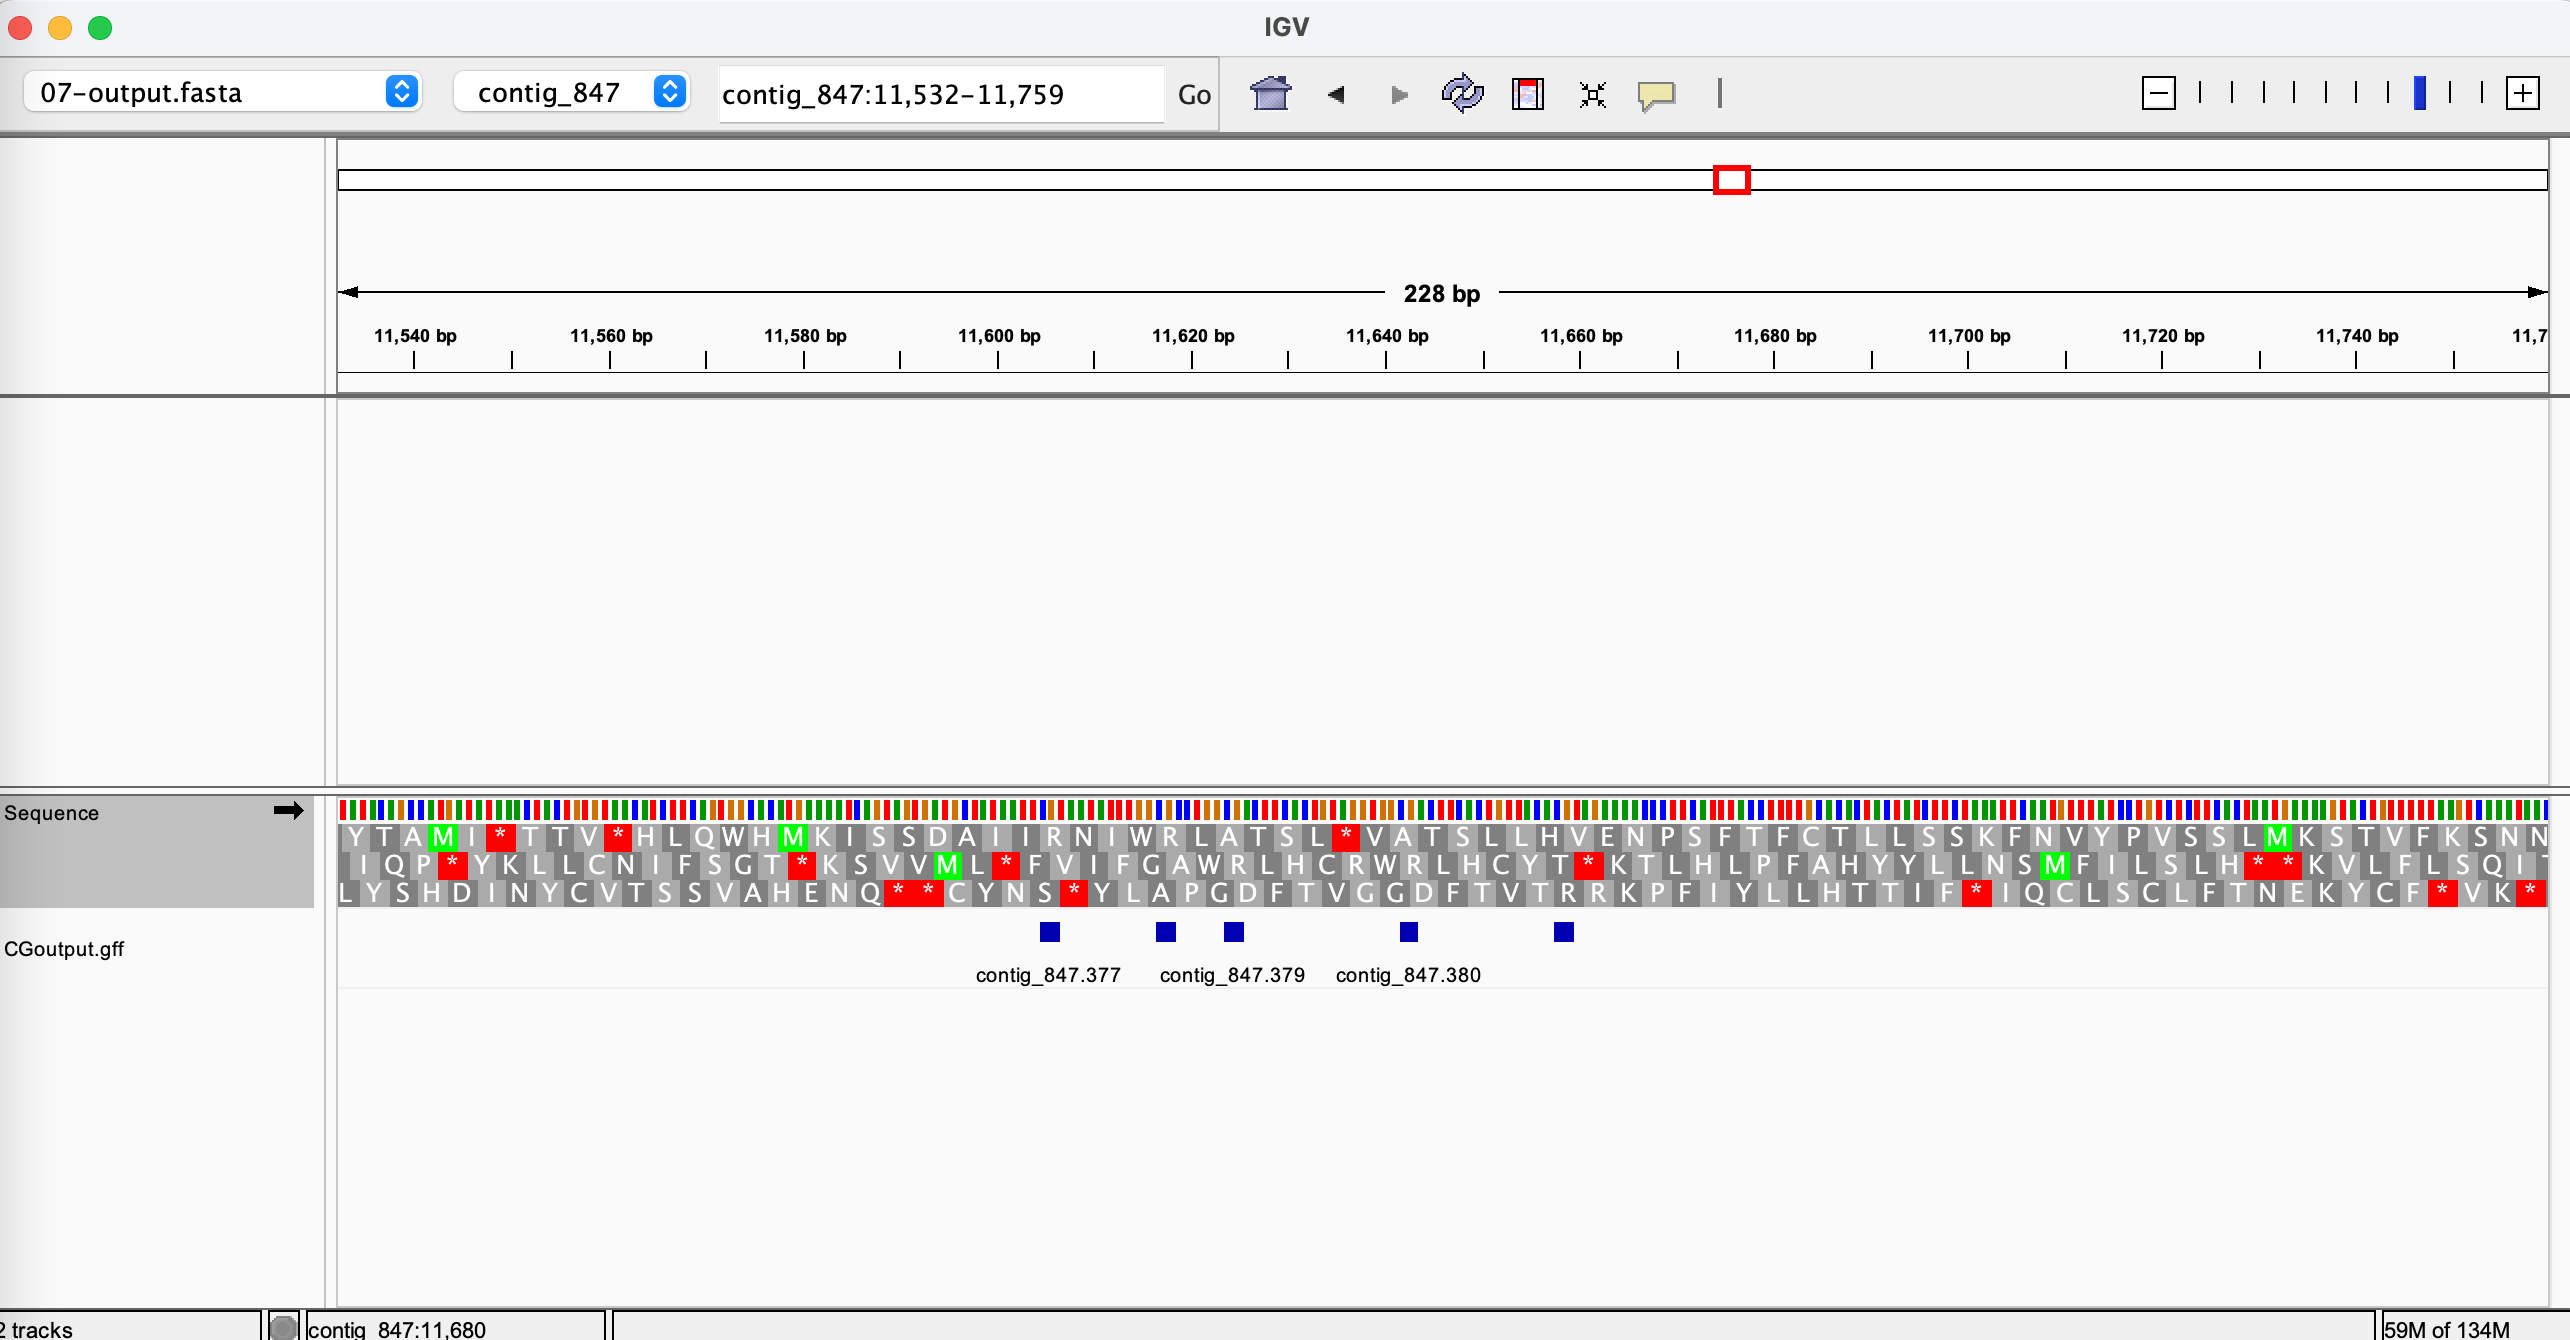 IGV
07-output.fasta contig_847 contig_847:11,532-11,759 Go
228 bp
11,540 bp 11,560 bp 11,580 bp 11,600 bp 11,620 bp 11,640 bp 11,660 bp 11,680 bp 11,700 bp 11,720 bp 11,740 bp 11,7
Sequence
Y T A M I * T T V * H L Q W H M K I S S D A I I R N I W R L A T S L * V A T S L L H V E N P S F T F C T L L S S K F N V Y P V S S L M K S T V F K S N N
I Q P * Y K L L C N I F S G T * K S V V M L * F V I F G A W R L H C R W R L H C Y T * K T L H L P F A H Y Y L L N S M F I L S L H * * K V L F L S Q I
L Y S H D I N Y C V T S S V A H E N Q * * C Y N S * Y L A P G D F T V G G D F T V T R R K P F I Y L L H T T I F * I Q C L S C L F T N E K Y C F * V K *
CGoutput.gff
contig_847.377 contig_847.379 contig_847.380
2 tracks contig_847:11,680 59M of 134M